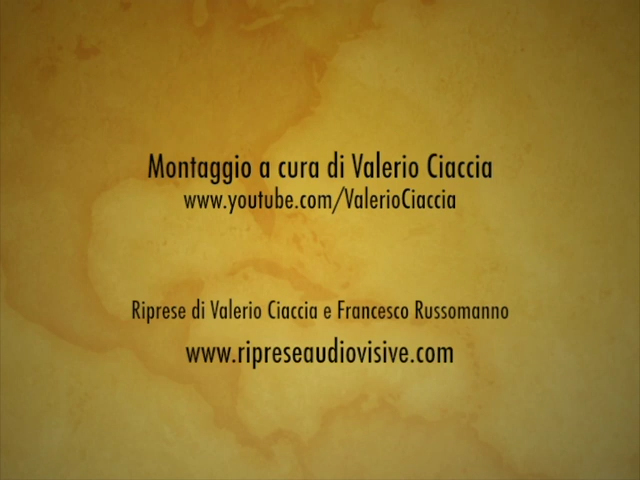 Montaggio a cura di Valerio Ciaccia
www.youtube.com/ValerioCiaccia
Riprese di Valerio Ciaccia e Francesco Russomanno
www.ripreseaudiovisive.com